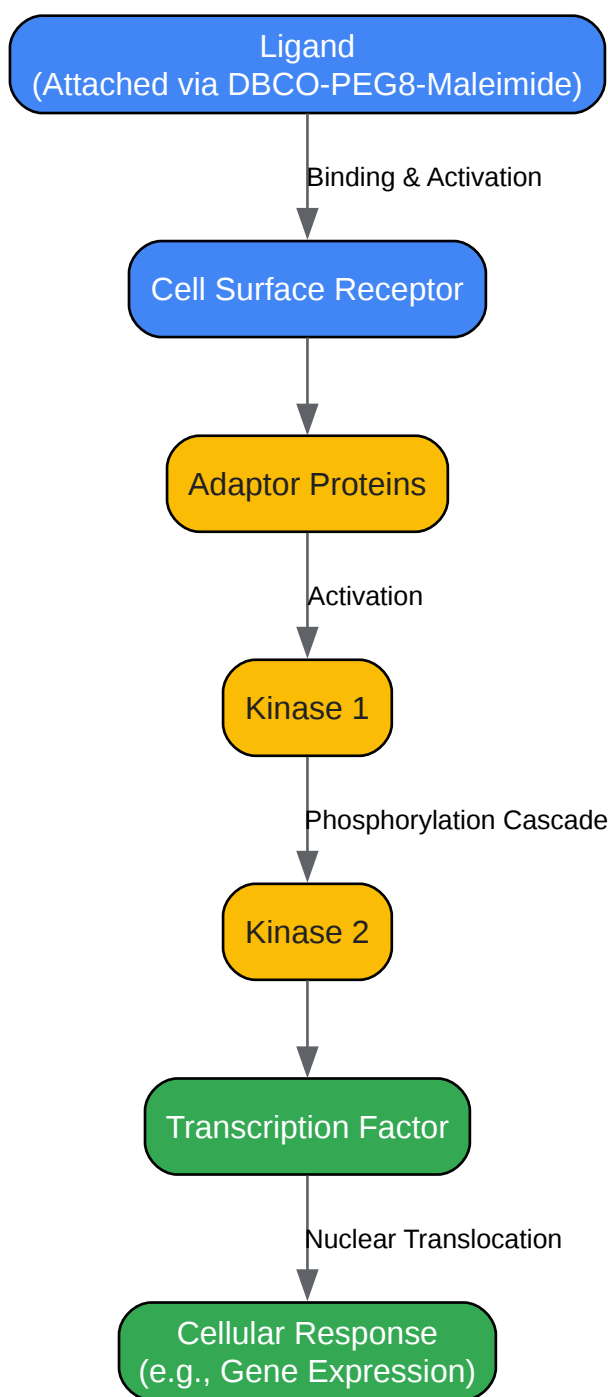 Ligand
(Attached via DBCO-PEG8-Maleimide)
Binding & Activation
Cell Surface Receptor
Adaptor Proteins
Activation
Kinase 1
Phosphorylation Cascade
Kinase 2
Transcription Factor
Nuclear Translocation
Cellular Response
(e.g., Gene Expression)